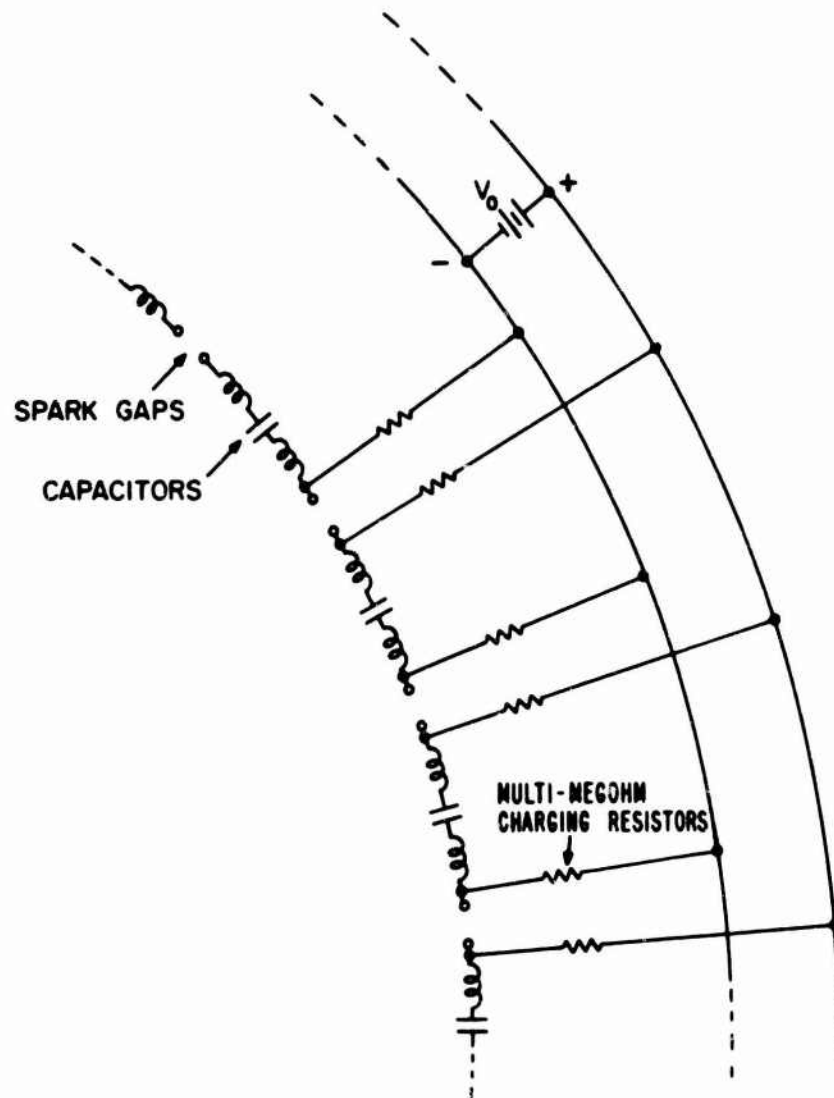 V₀
+
-
SPARK GAPS
CAPACITORS
MULTI-MEGOHM
CHARGING RESISTORS